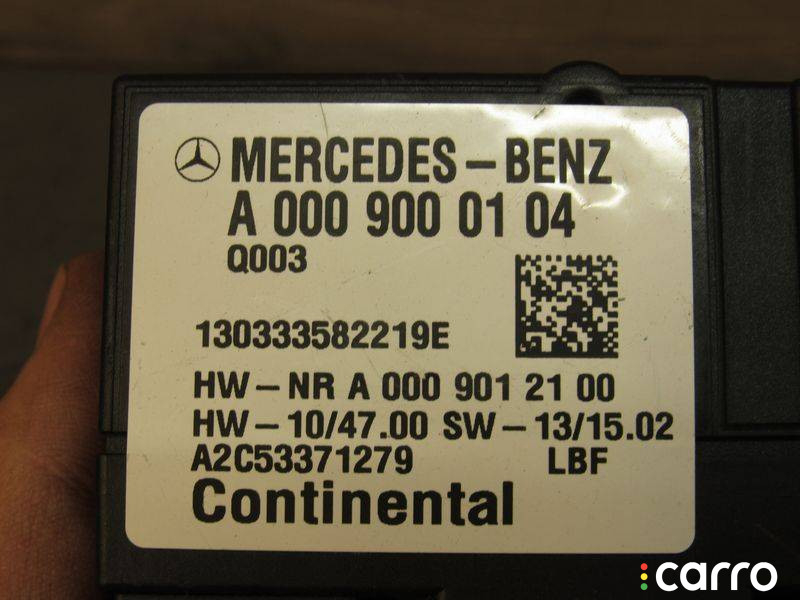 MERCEDES-BENZ
A 000 900 01 04
Q003
130333582219E
HW-NR A 000 901 21 00
HW-10/47.00 SW-13/15.02
A2C53371279 LBF
Continental
carro